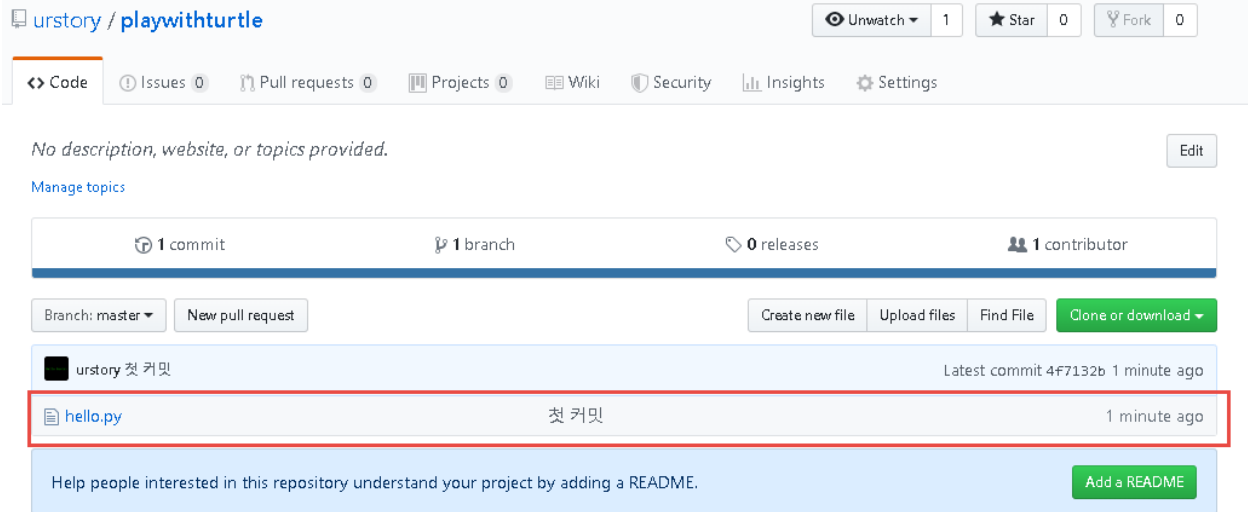 urstory / playwithturtle Unwatch 1 Star 0 Fork 0
Code Issues 0 Pull requests 0 Projects 0 Wiki Security Insights Settings
No description, website, or topics provided. Edit
Manage topics
1 commit 1 branch 0 releases 1 contributor
Branch: master New pull request Create new file Upload files Find File Clone or download
urstory 첫 커밋 Latest commit 4f7132b 1 minute ago
hello.py 첫 커밋 1 minute ago
Help people interested in this repository understand your project by adding a README. Add a README